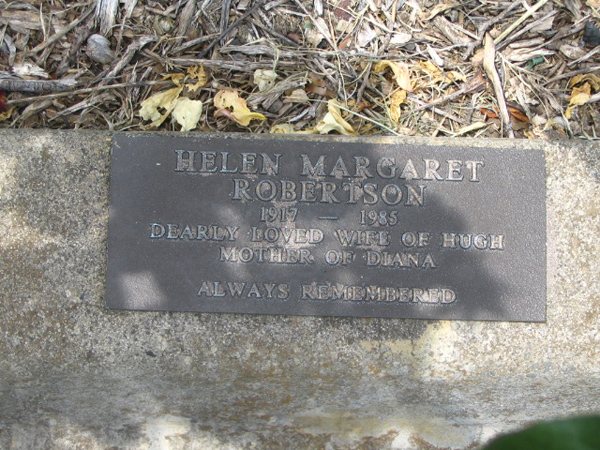 HELEN MARGARET
ROBERTSON
1917 — 1985
DEARLY LOVED WIFE OF HUGH
MOTHER OF DIANA
ALWAYS REMEMBERED